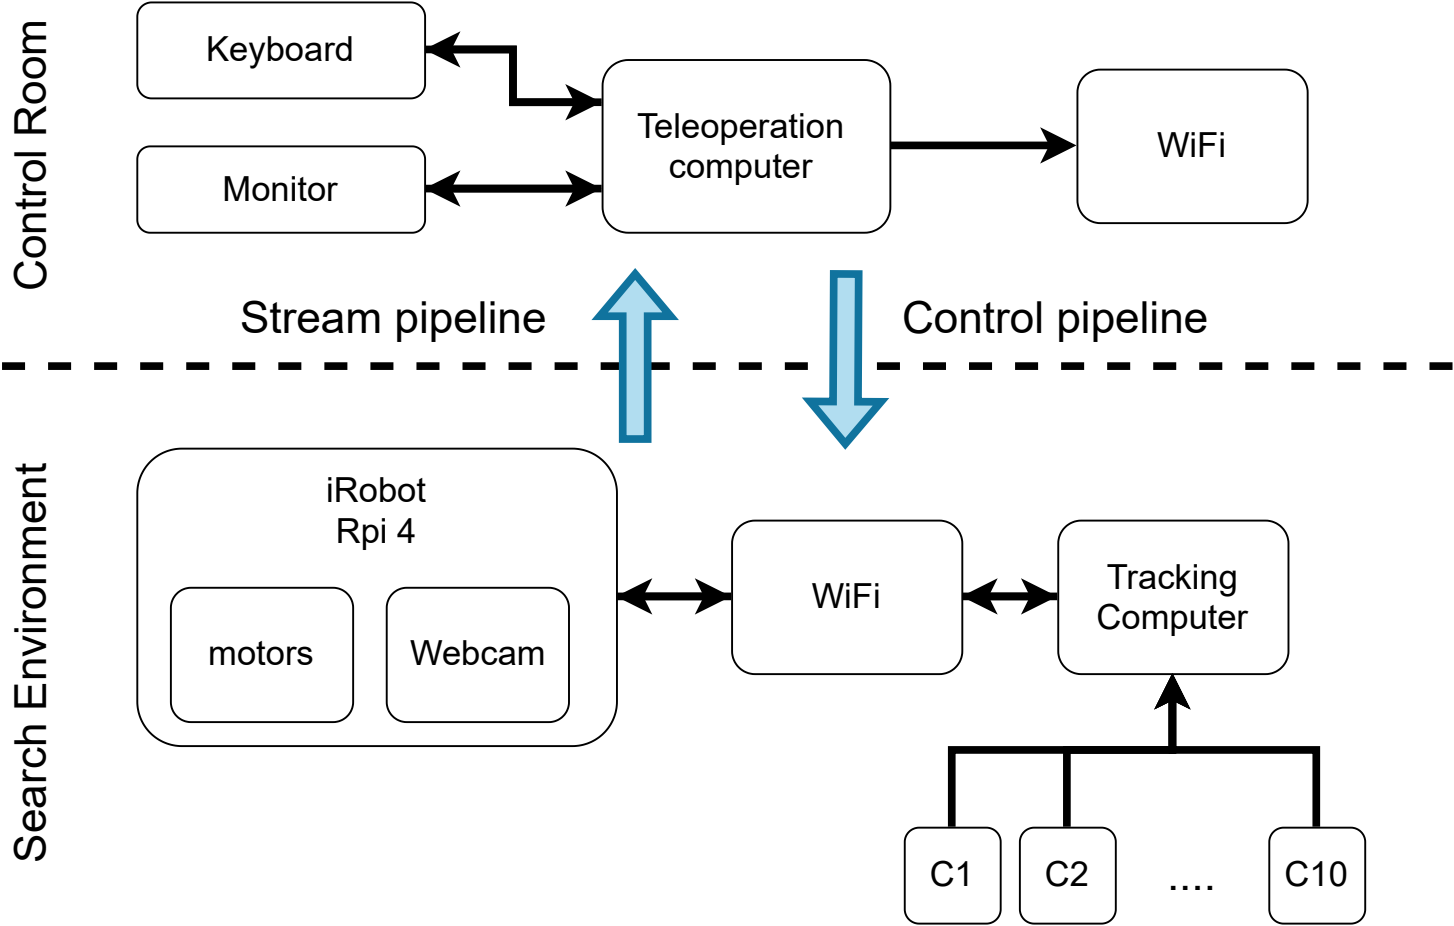 Control Room
Keyboard
Monitor
Teleoperation
computer
WiFi
Stream pipeline
Control pipeline
Search Environment
iRobot
Rpi 4
motors
Webcam
WiFi
Tracking
Computer
C1
C2
....
C10